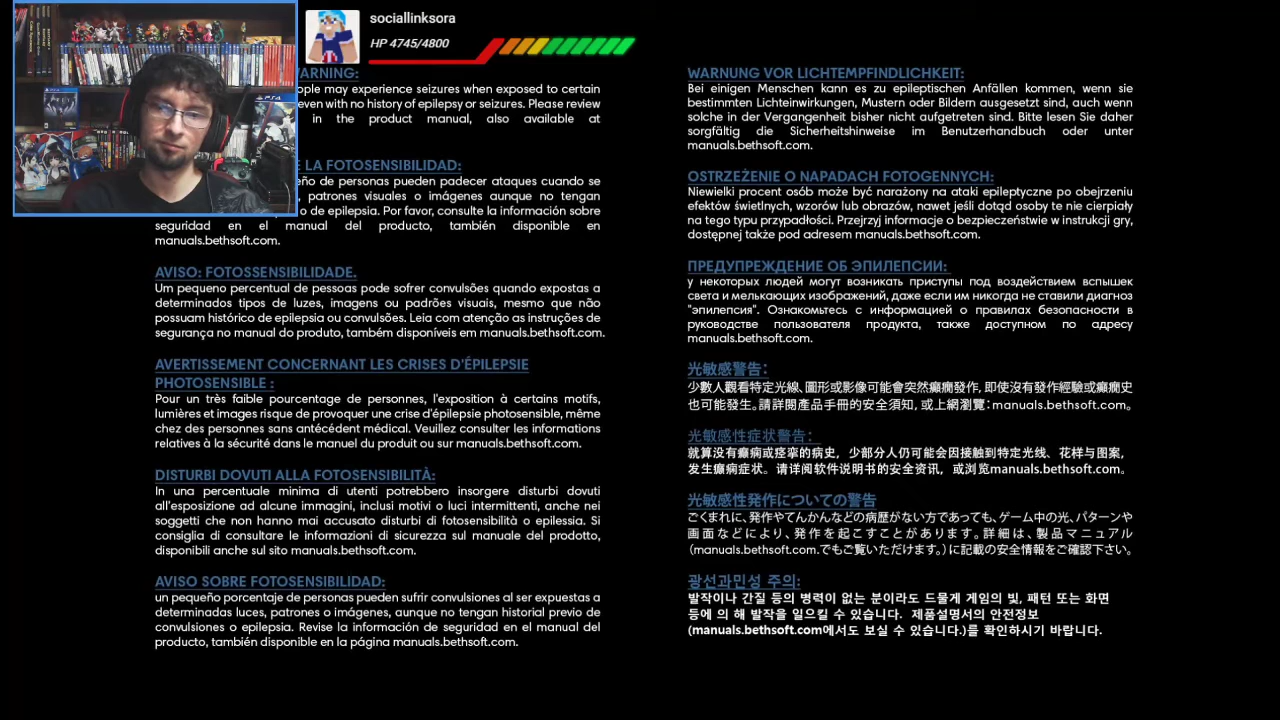 sociallinksora
HP 4745/4800
ARNING:
ople may experience seizures when exposed to certain
even with no history of epilepsy or seizures. Please review
in the product manual, also available at
E LA FOTOSENSIBILIDAD:
eño de personas pueden padecer ataques cuando se
, patrones visuales o imágenes aunque no tengan
o de epilepsia. Por favor, consulte la información sobre
seguridad en el manual del producto, también disponible en
manuals.bethsoft.com.
AVISO: FOTOSSENSIBILIDADE.
Um pequeno percentual de pessoas pode sofrer convulsões quando expostas a
determinados tipos de luzes, imagens ou padrões visuais, mesmo que não
possuam histórico de epilepsia ou convulsões. Leia com atenção as instruções de
segurança no manual do produto, também disponíveis em manuals.bethsoft.com.
AVERTISSEMENT CONCERNANT LES CRISES D'ÉPILEPSIE
PHOTOSENSIBLE :
Pour un très faible pourcentage de personnes, l'exposition à certains motifs,
lumières et images risque de provoquer une crise d'épilepsie photosensible, même
chez des personnes sans antécédent médical. Veuillez consulter les informations
relatives à la sécurité dans le manuel du produit ou sur manuals.bethsoft.com.
DISTURBI DOVUTI ALLA FOTOSENSIBILITÀ:
In una percentuale minima di utenti potrebbero insorgere disturbi dovuti
all'esposizione ad alcune immagini, inclusi motivi o luci intermittenti, anche nei
soggetti che non hanno mai accusato disturbi di fotosensibilità o epilessia. Si
consiglia di consultare le informazioni di sicurezza sul manuale del prodotto,
disponibili anche sul sito manuals.bethsoft.com.
AVISO SOBRE FOTOSENSIBILIDAD:
un pequeño porcentaje de personas pueden sufrir convulsiones al ser expuestas a
determinadas luces, patrones o imágenes, aunque no tengan historial previo de
convulsiones o epilepsia. Revise la información de seguridad en el manual del
producto, también disponible en la página manuals.bethsoft.com.
WARNUNG VOR LICHTEMPFINDLICHKEIT:
Bei einigen Menschen kann es zu epileptischen Anfällen kommen, wenn sie
bestimmten Lichteinwirkungen, Mustern oder Bildern ausgesetzt sind, auch wenn
solche in der Vergangenheit bisher nicht aufgetreten sind. Bitte lesen Sie daher
sorgfältig die Sicherheitshinweise im Benutzerhandbuch oder unter
manuals.bethsoft.com.
OSTRZEŻENIE O NAPADACH FOTOGENNYCH:
Niewielki procent osób może być narażony na ataki epileptyczne po obejrzeniu
efektów świetlnych, wzorów lub obrazów, nawet jeśli dotąd osoby te nie cierpiały
na tego typu przypadłości. Przejrzyj informacje o bezpieczeństwie w instrukcji gry,
dostępnej także pod adresem manuals.bethsoft.com.
ПРЕДУПРЕЖДЕНИЕ ОБ ЭПИЛЕПСИИ:
у некоторых людей могут возникать приступы под воздействием вспышек
света и мелькающих изображений, даже если им никогда не ставили диагноз
"эпилепсия". Ознакомьтесь с информацией о правилах безопасности в
руководстве пользователя продукта, также доступном по адресу
manuals.bethsoft.com.
光敏感警告：
少數人觀看特定光線、圖形或影像可能會突然癲癇發作, 即使沒有發作經驗或癲癇史
也可能發生。請詳閱產品手冊的安全須知, 或上網瀏覽：manuals.bethsoft.com。
光敏感性症状警告：
就算没有癫痫或痉挛的病史，少部分人仍可能会因接触到特定光线、花样与图案，
发生癫痫症状。请详阅软件说明书的安全资讯，或浏览manuals.bethsoft.com。
光敏感性発作についての警告
ごくまれに、発作やてんかんなどの病歴がない方であっても、ゲーム中の光、パターンや
画面などにより、発作を起こすことがあります。詳細は、製品マニュアル
（manuals.bethsoft.com.でもご覧いただけます。）に記載の安全情報をご確認下さい。
광선과민성 주의:
발작이나 간질 등의 병력이 없는 분이라도 드물게 게임의 빛, 패턴 또는 화면
등에 의 해 발작을 일으킬 수 있습니다. 제품설명서의 안전정보
(manuals.bethsoft.com에서도 보실 수 있습니다.)를 확인하시기 바랍니다.